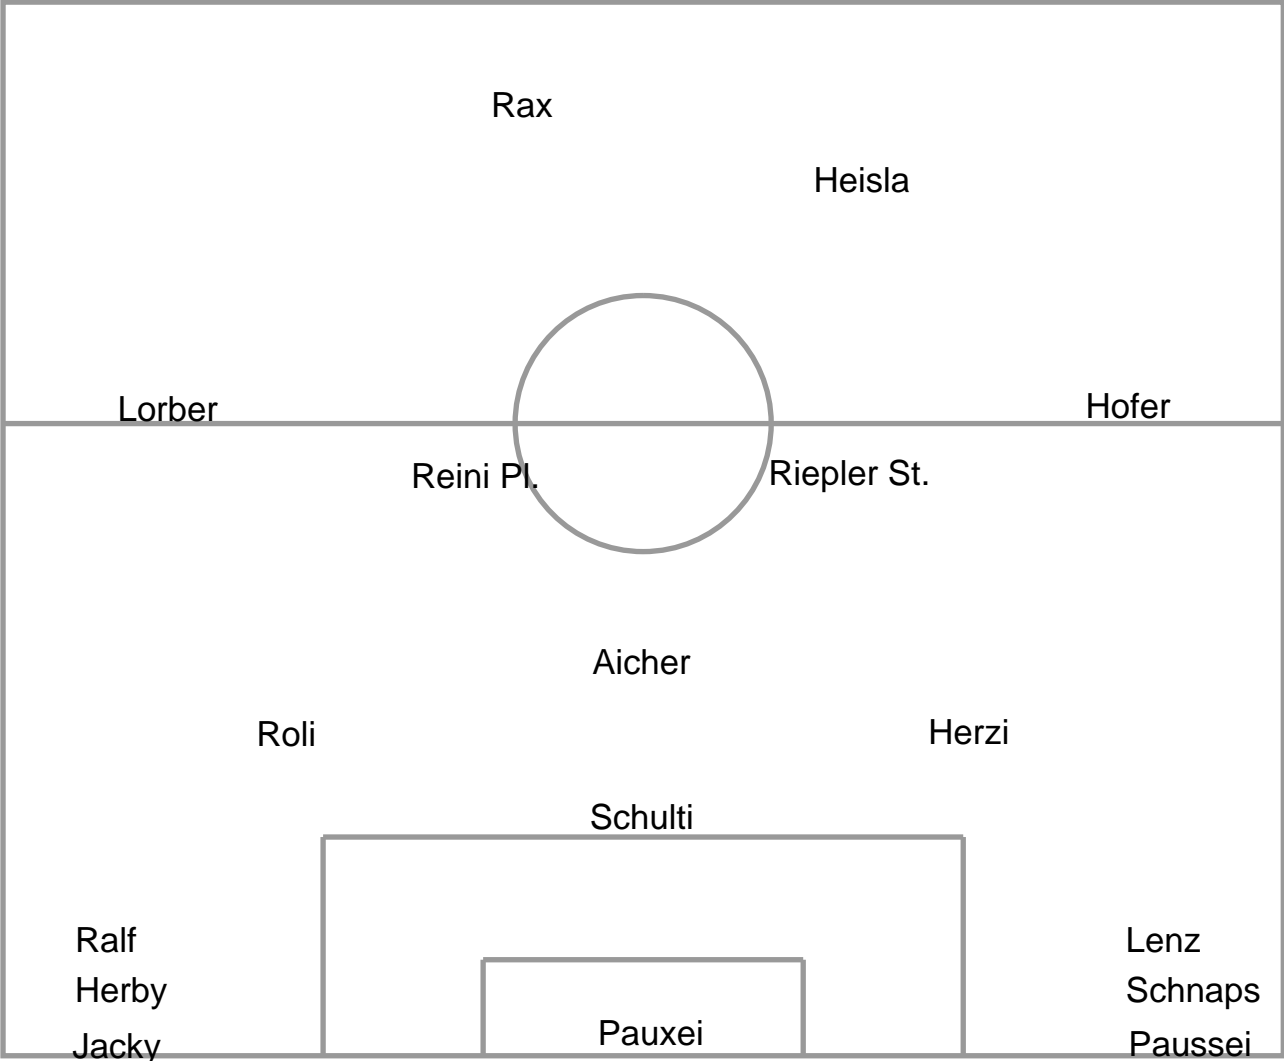 Rax
Heisla
Lorber
Hofer
Reini Pl.
Riepler St.
Aicher
Roli
Herzi
Schulti
Ralf
Lenz
Herby
Schnaps
Pauxei
Jacky
Paussei